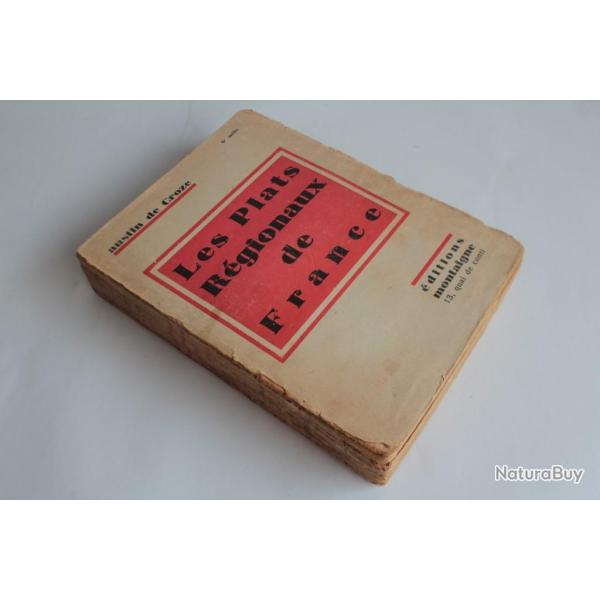 austin de Croze
Les Plats
Régionaux
de
France
éditions
montaigne
13, quai de conti
NaturaBuy